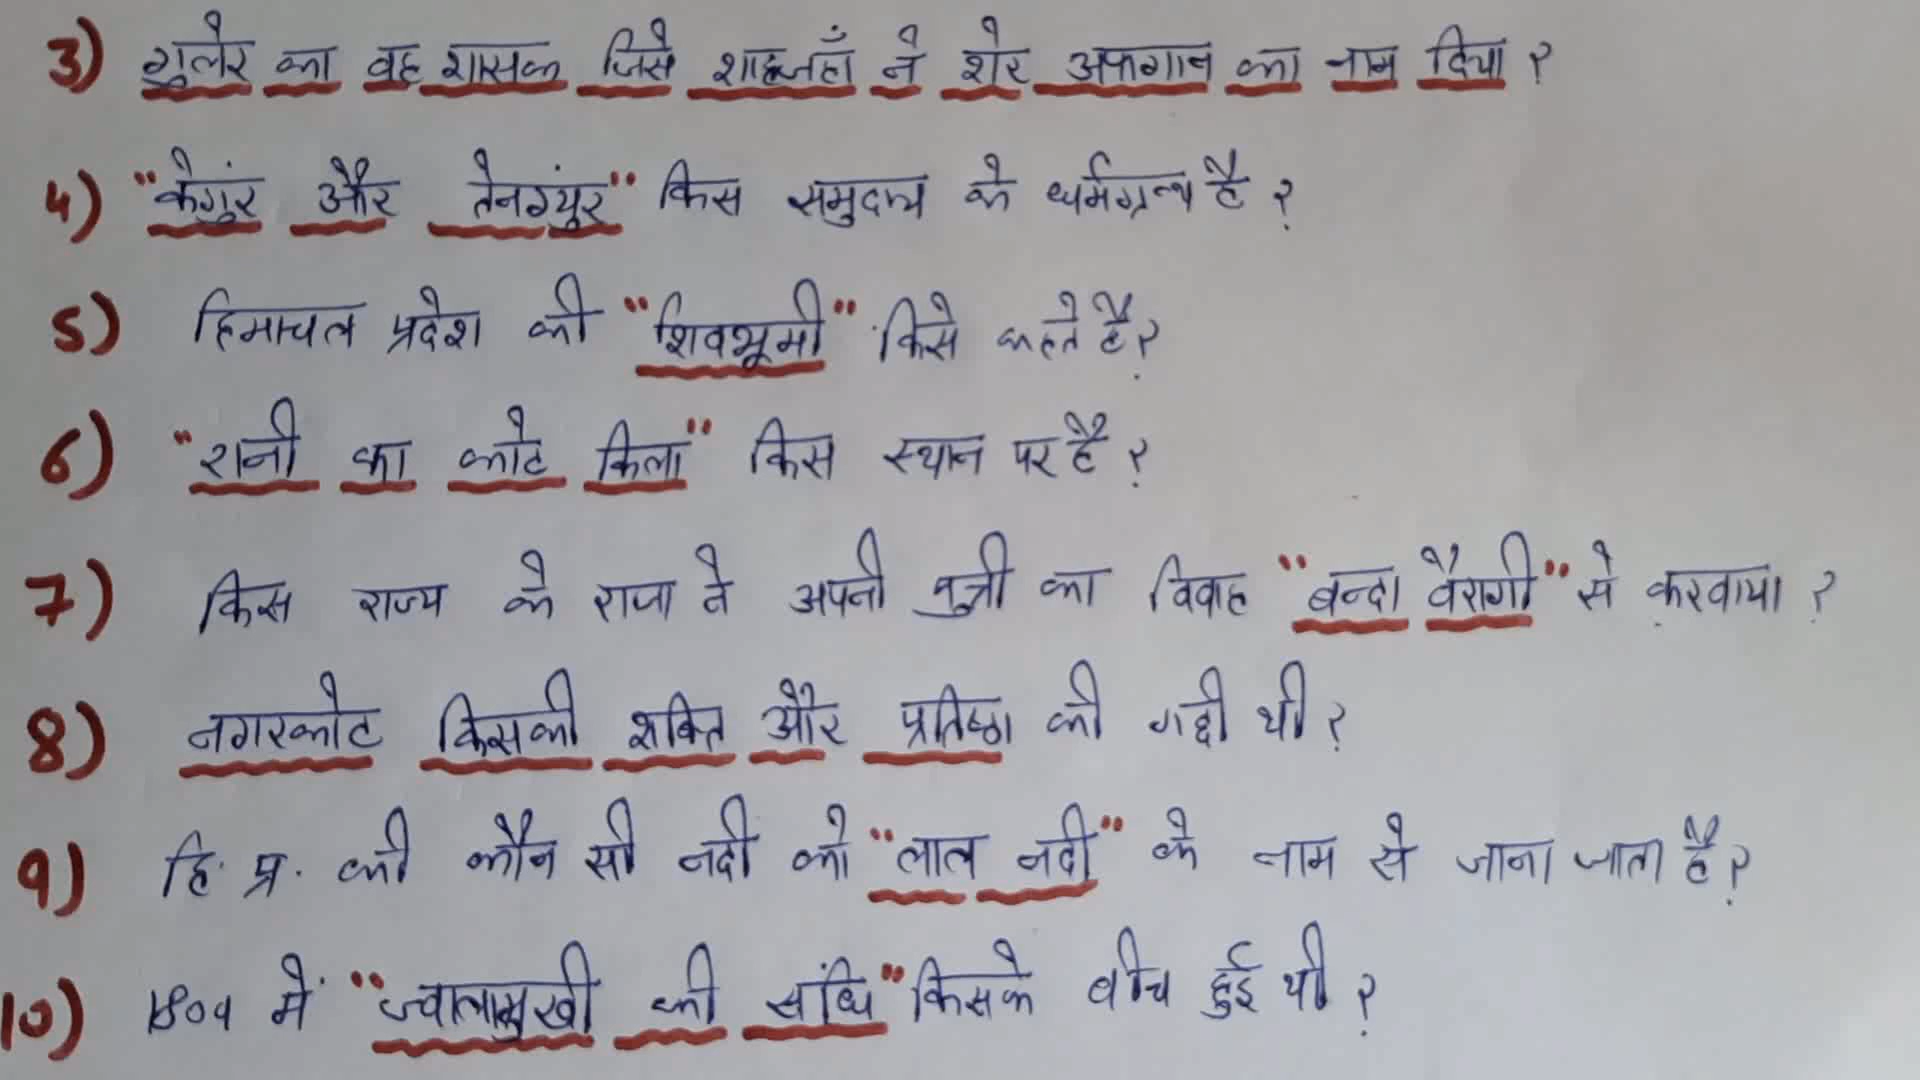 3) गुलेर का वह शासक जिसे शाहजहाँ ने शेर अफगान का नाम दिया ?
4) "केगुंर और तेनग्युंर" किस समुदाय के धर्मग्रन्थ है ?
5) हिमाचल प्रदेश की "शिवभूमी" किसे कहते है ?
6) "रानी का कोट किला" किस स्थान पर है ?
7) किस राज्य के राजा ने अपनी पुत्री का विवाह "बन्दा वैरागी" से करवाया ?
8) नगरकोट किसकी शक्ति और प्रतिष्ठा की गद्दी थी ?
9) हि. प्र. की कौन सी नदी को "लाल नदी" के नाम से जाना जाता है ?
10) 1809 में "ज्वालामुखी की संधि" किसके बीच हुई थी ?